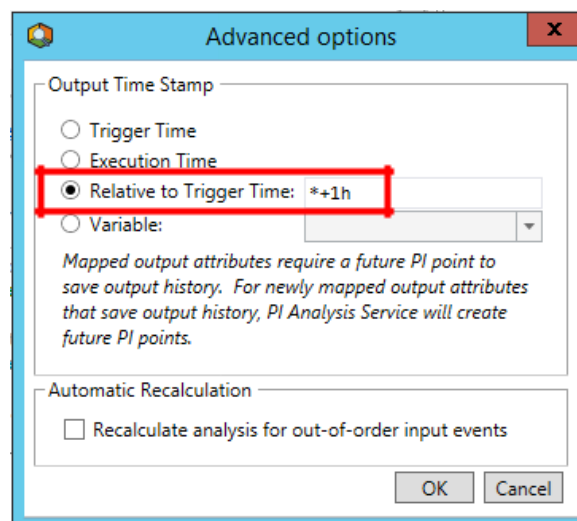 Advanced options
x
Output Time Stamp
Trigger Time
Execution Time
Relative to Trigger Time: *+1h
Variable:
Mapped output attributes require a future PI point to
save output history. For newly mapped output attributes
that save output history, PI Analysis Service will create
future PI points.
Automatic Recalculation
Recalculate analysis for out-of-order input events
OK Cancel